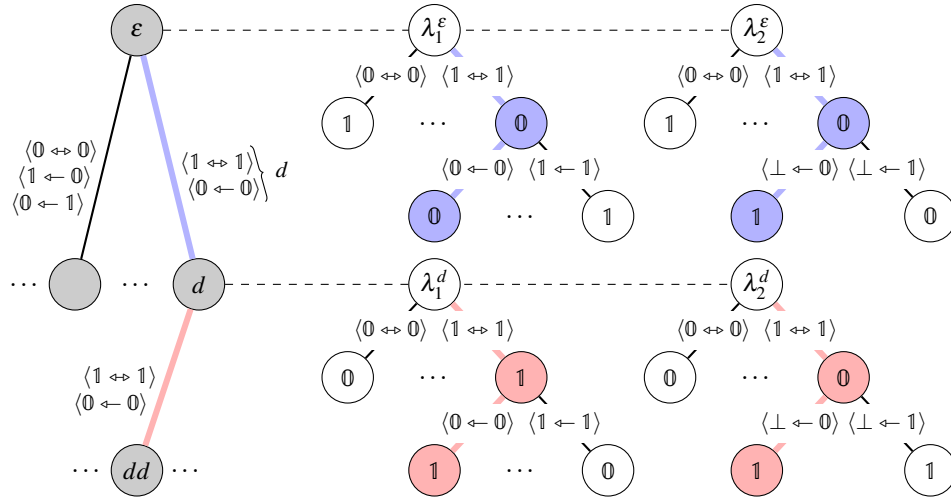 ε λ₁^ε λ₂^ε
⟨𝟘 ↔ 𝟘⟩ ⟨𝟙 ↔ 𝟙⟩ ⟨𝟘 ↔ 𝟘⟩ ⟨𝟙 ↔ 𝟙⟩
𝟙 ⋯ 𝟘 𝟙 ⋯ 𝟘
⟨𝟘 ↔ 𝟘⟩
⟨𝟙 ← 𝟘⟩
⟨𝟘 ← 𝟙⟩
⟨𝟙 ↔ 𝟙⟩
⟨𝟘 ← 𝟘⟩
d
⟨𝟘 ← 𝟘⟩ ⟨𝟙 ← 𝟙⟩ ⟨⊥ ← 𝟘⟩ ⟨⊥ ← 𝟙⟩
𝟘 ⋯ 𝟙 𝟙 𝟘
⋯ ⋯ d λ₁^d λ₂^d
⟨𝟘 ↔ 𝟘⟩ ⟨𝟙 ↔ 𝟙⟩ ⟨𝟘 ↔ 𝟘⟩ ⟨𝟙 ↔ 𝟙⟩
⟨𝟙 ↔ 𝟙⟩
⟨𝟘 ← 𝟘⟩
𝟘 ⋯ 𝟙 𝟘 ⋯ 𝟘
⟨𝟘 ← 𝟘⟩ ⟨𝟙 ← 𝟙⟩ ⟨⊥ ← 𝟘⟩ ⟨⊥ ← 𝟙⟩
⋯ dd ⋯ 𝟙 ⋯ 𝟘 𝟙 𝟙